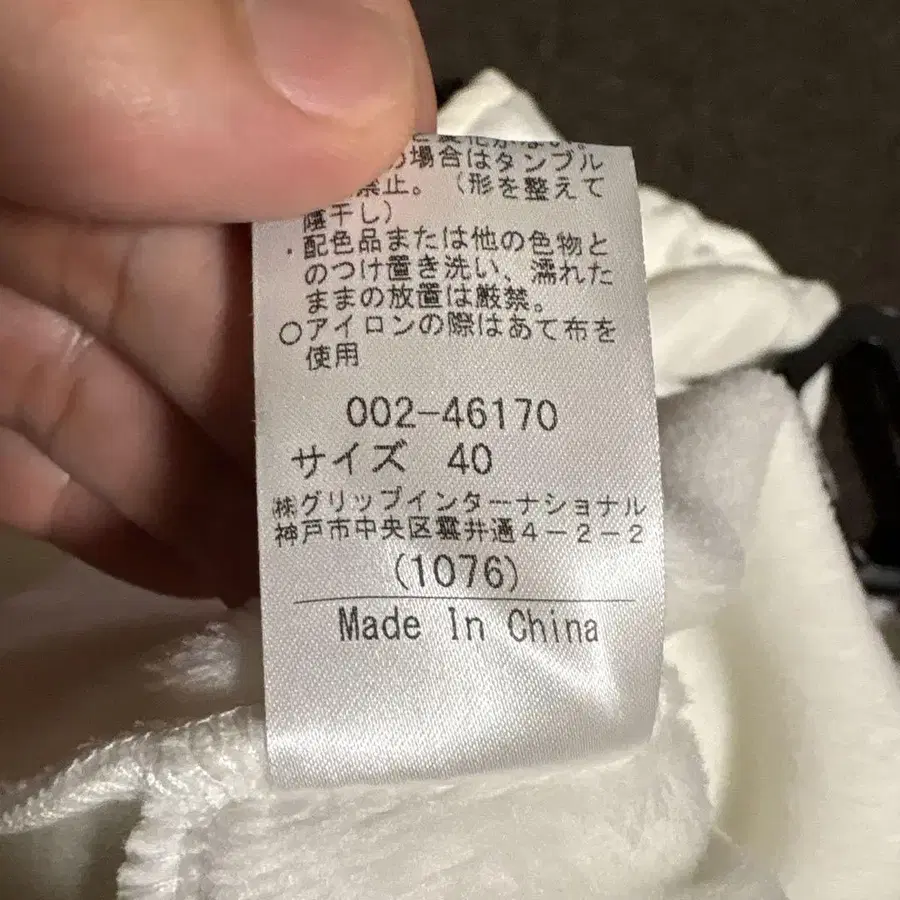 の場合はタンブル
禁止。（形を整えて
陰干し）
・配色品または他の色物と
のつけ置き洗い、濡れた
ままの放置は厳禁。
○アイロンの際はあて布を
使用
002-46170
サイズ 40
㈱グリップインターナショナル
神戸市中央区雲井通4-2-2
(1076)
Made In China